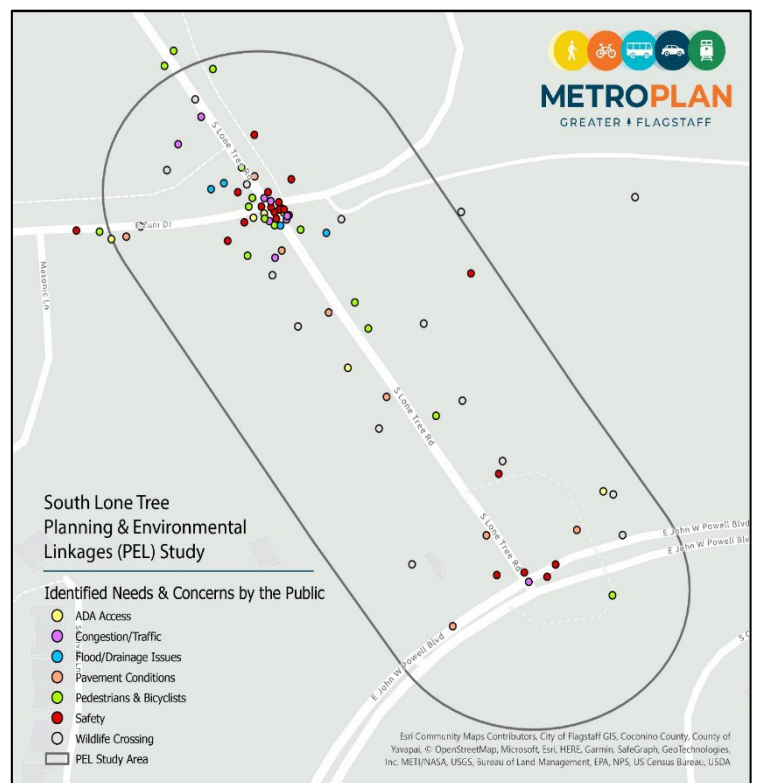 METROPLAN
GREATER FLAGSTAFF
S Lone Tree Rd
E Zuni Dr
Masonic Ln
S Lone Tree Rd
S Lone Tree Rd
E John W Powell Blvd
E John W Powell Blvd
E John W Powell Blvd
South Lone Tree
Planning & Environmental
Linkages (PEL) Study
Identified Needs & Concerns by the Public
ADA Access
Congestion/Traffic
Flood/Drainage Issues
Pavement Conditions
Pedestrians & Bicyclists
Safety
Wildlife Crossing
PEL Study Area
Esri Community Maps Contributors, City of Flagstaff GIS, Coconino County, County of
Yavapai, © OpenStreetMap, Microsoft, Esri, HERE, Garmin, SafeGraph, GeoTechnologies,
Inc, METI/NASA, USGS, Bureau of Land Management, EPA, NPS, US Census Bureau, USDA